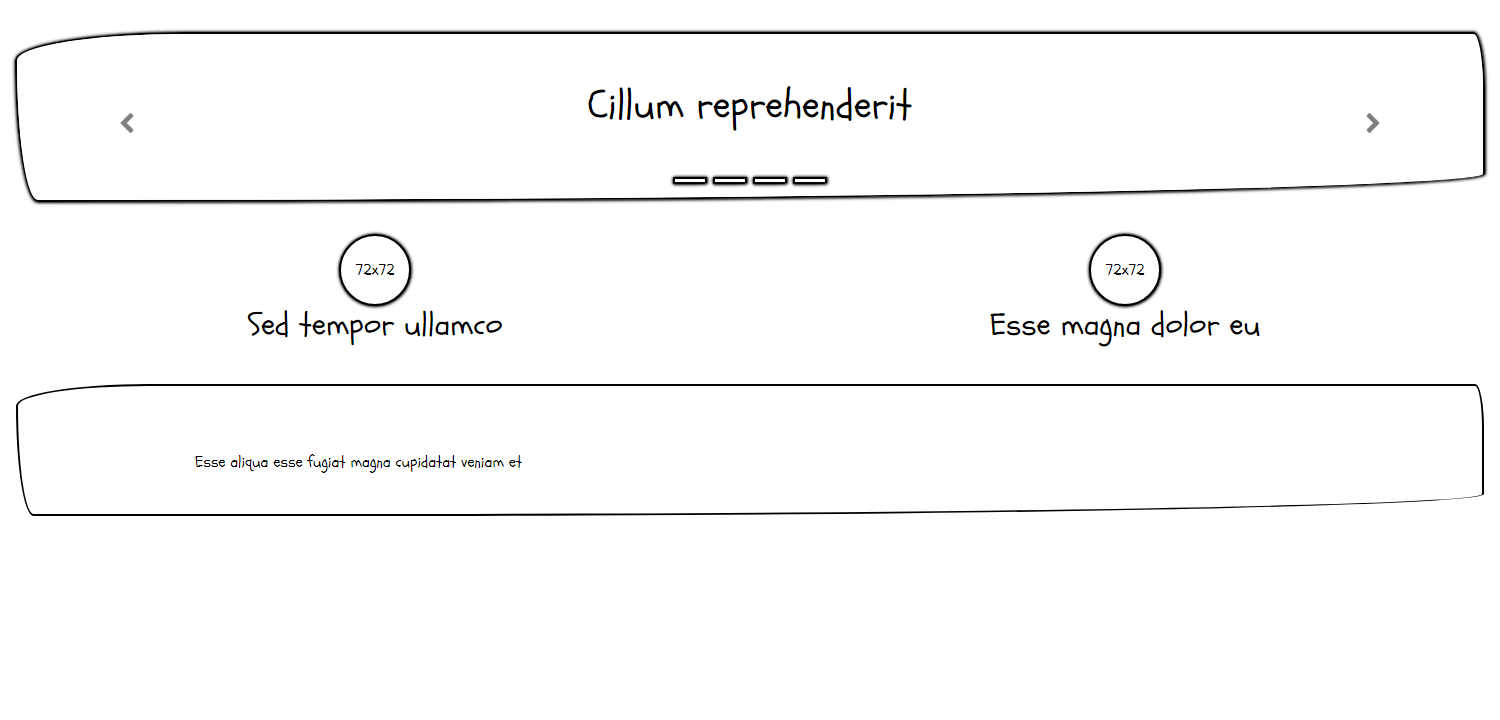 Cillum reprehenderit
72x72
72x72
Sed tempor ullamco
Esse magna dolor eu
Esse aliqua esse fugiat magna cupidatat veniam et